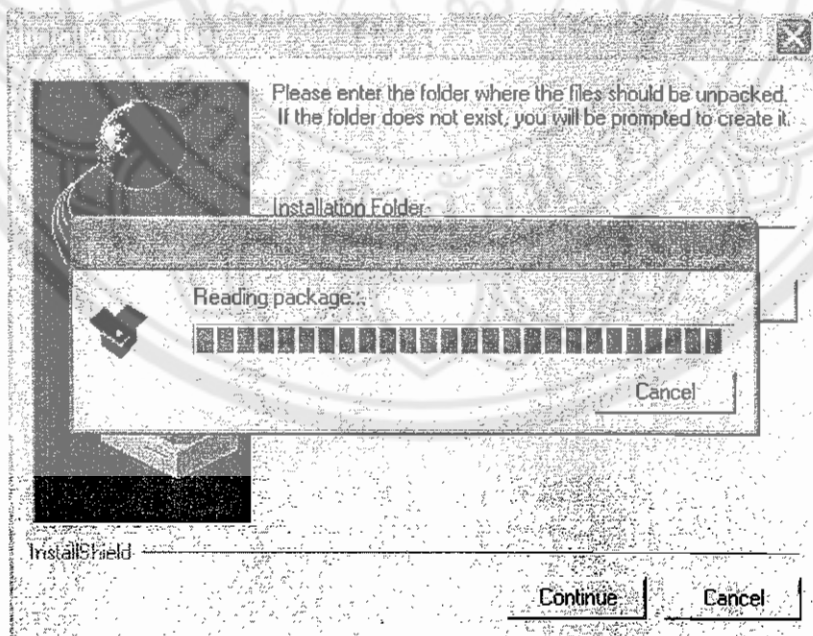 Please enter the folder where the files should be unpacked.
If the folder does not exist, you will be prompted to create it.
Installation Folder
Reading package...
Cancel
InstallShield
Continue
Cancel